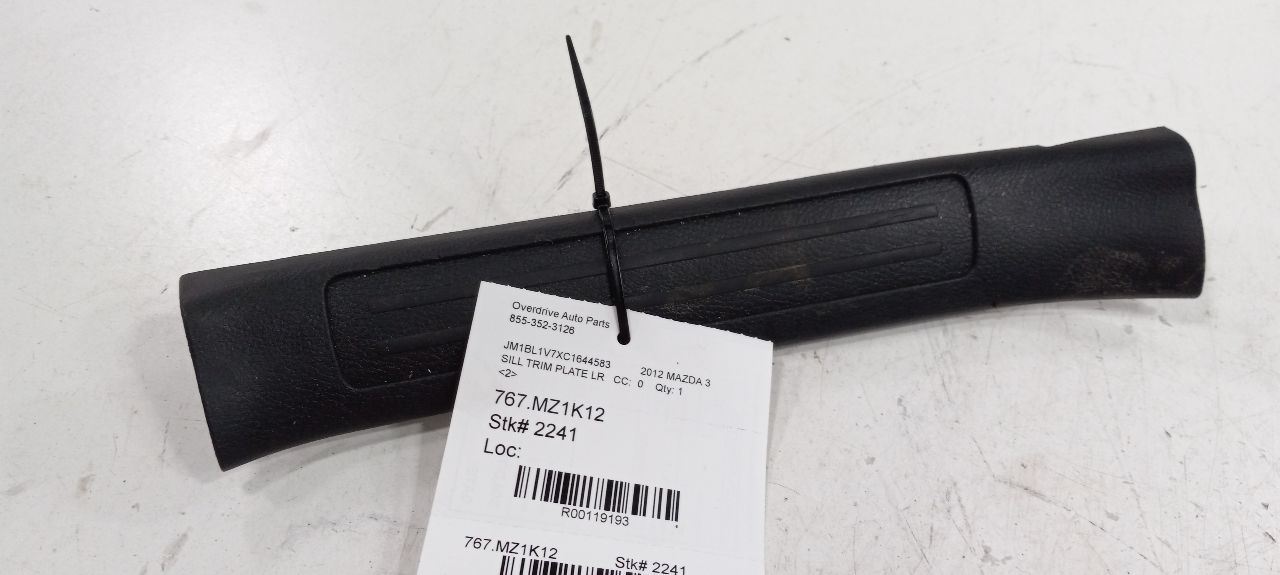 Overdrive Auto Parts
855-352-3126
JM1BL1V7XC1644583 2012 MAZDA 3
SILL TRIM PLATE LR CC: 0 Qty: 1
<2>
767.MZ1K12
Stk# 2241
Loc:
R00119193
767.MZ1K12 Stk# 2241